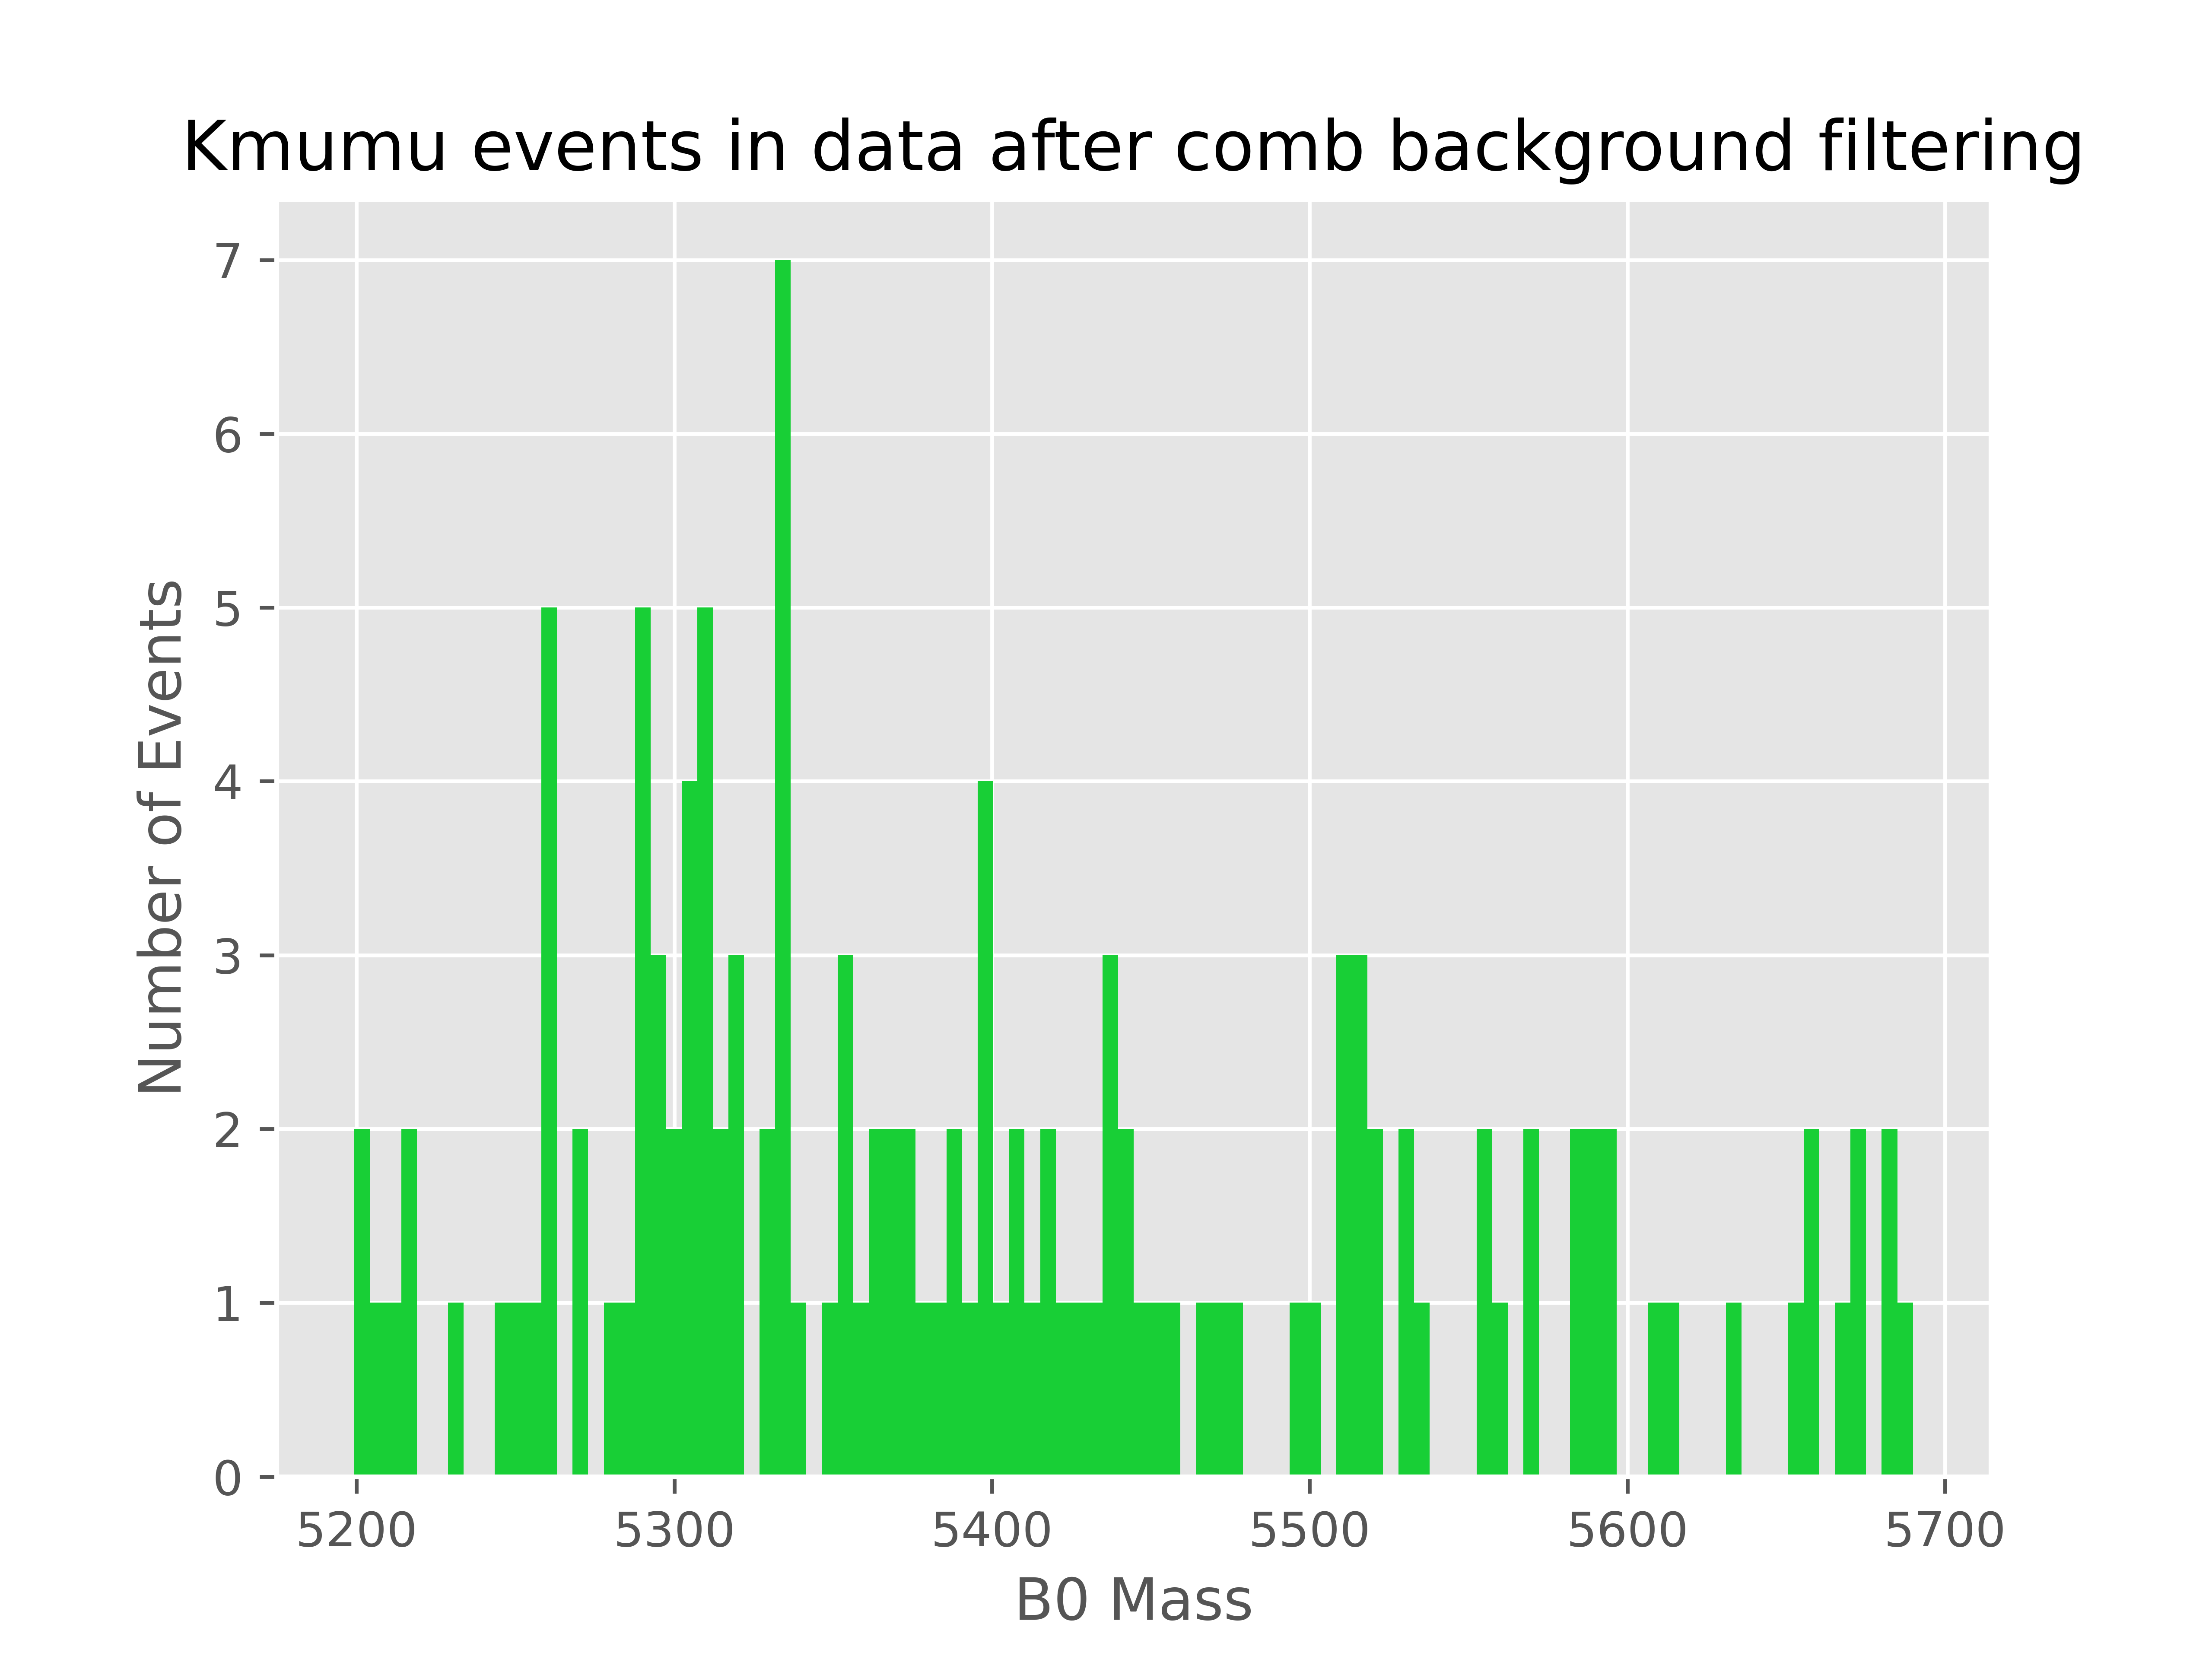 Kmumu events in data after comb background filtering
Number of Events
7
6
5
4
3
2
1
0
5200 5300 5400 5500 5600 5700
B0 Mass